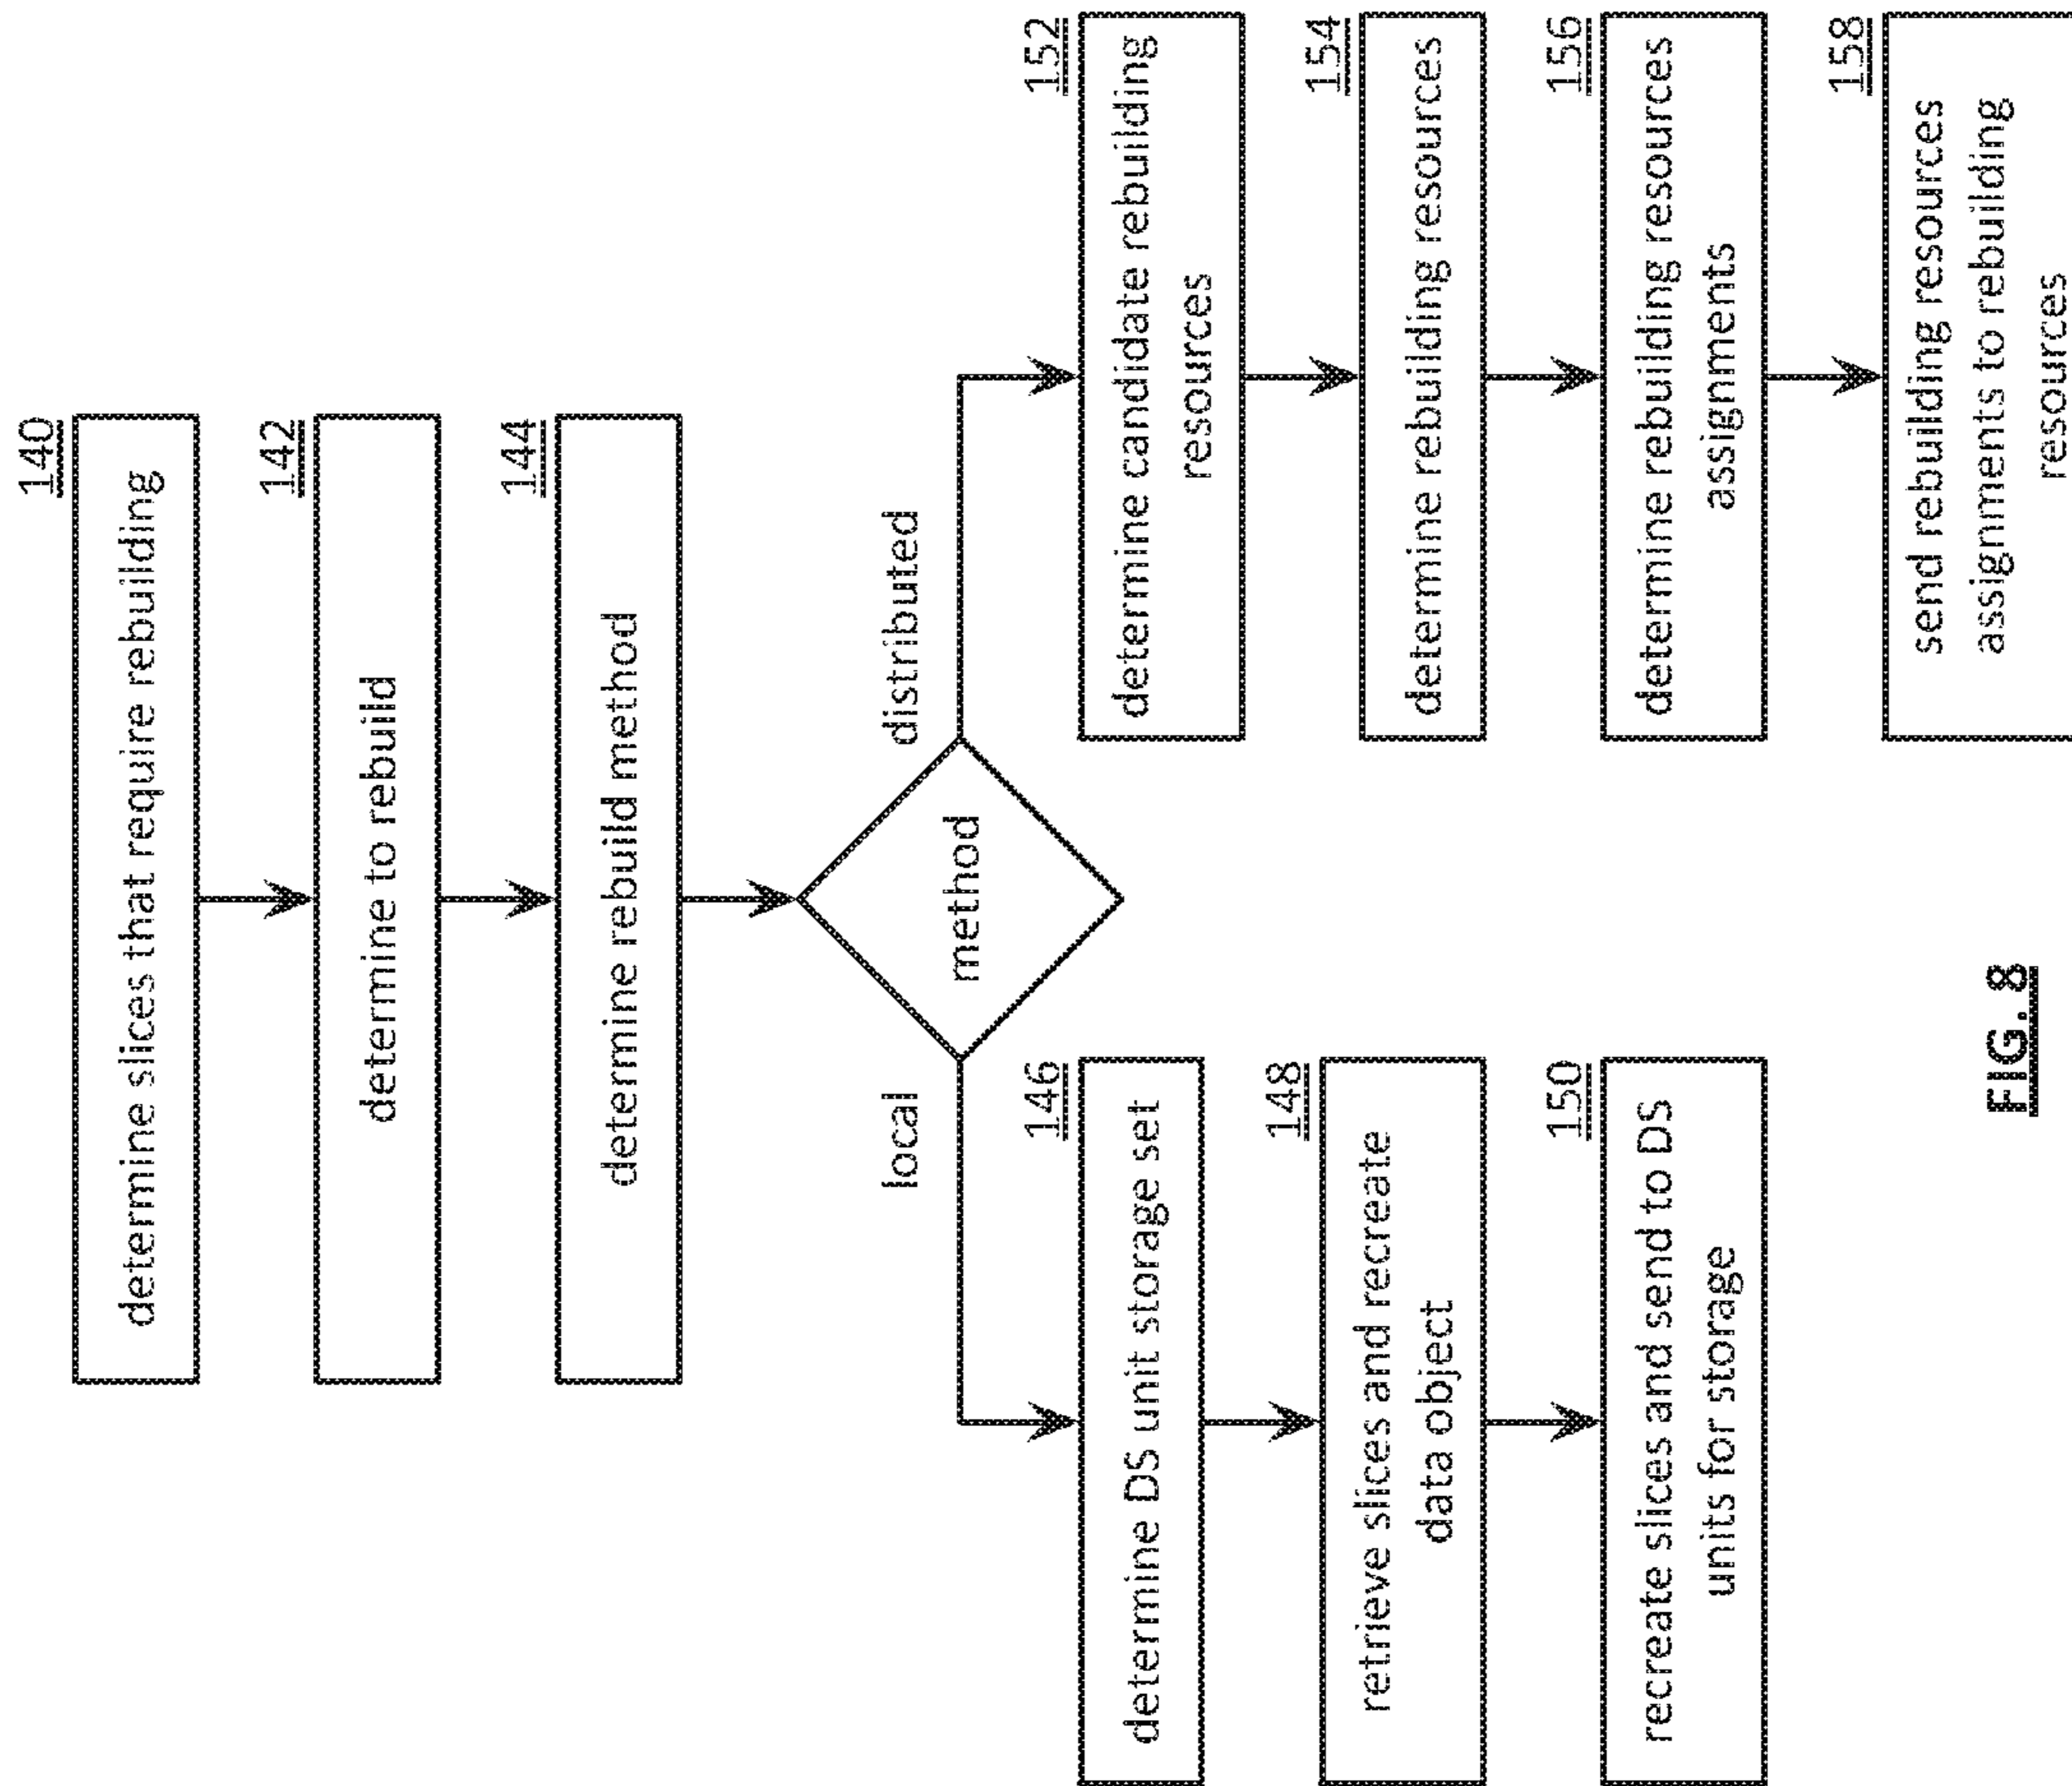 140
determine slices that require rebuilding
142
determine to rebuild
144
determine rebuild method
method
local
146
determine DS unit storage set
148
retrieve slices and recreate
data object
150
recreate slices and send to DS
units for storage
distributed
152
determine candidate rebuilding
resources
154
determine rebuilding resources
156
determine rebuilding resources
assignments
158
send rebuilding resources
assignments to rebuilding
resources
FIG. 8